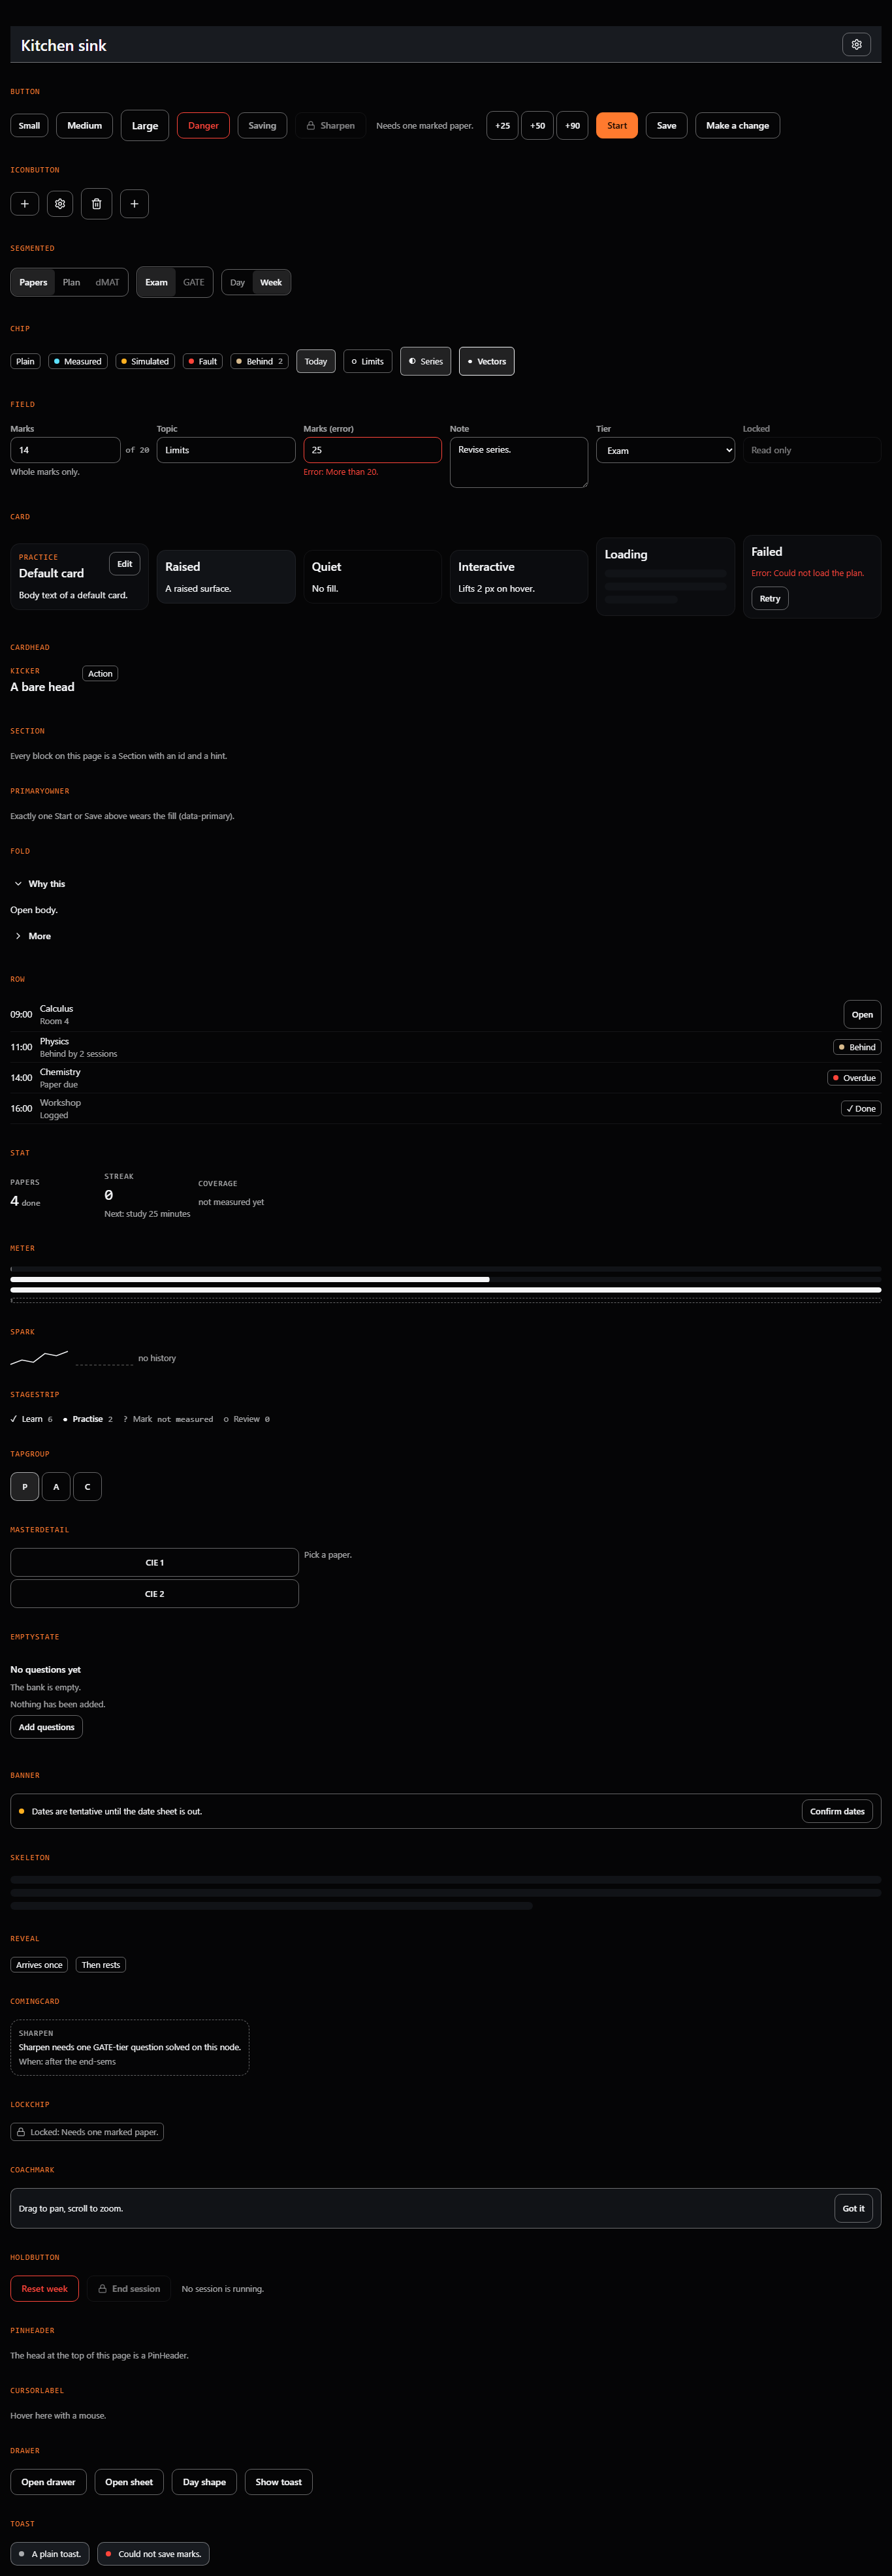 Kitchen sink
BUTTON
Small Medium Large Danger Saving Sharpen Needs one marked paper. +25 +50 +90 Start Save Make a change
ICONBUTTON
SEGMENTED
Papers Plan dMAT Exam GATE Day Week
CHIP
Plain Measured Simulated Fault Behind 2 Today Limits Series Vectors
FIELD
Marks Topic Marks (error) Note Tier Locked
14 of 20 Limits 25 Revise series. Exam Read only
Whole marks only. Error: More than 20.
CARD
PRACTICE
Default card
Edit
Body text of a default card.
Raised
A raised surface.
Quiet
No fill.
Interactive
Lifts 2 px on hover.
Loading
Failed
Error: Could not load the plan.
Retry
CARDHEAD
KICKER
A bare head
Action
SECTION
Every block on this page is a Section with an id and a hint.
PRIMARYOWNER
Exactly one Start or Save above wears the fill (data-primary).
FOLD
Why this
Open body.
More
ROW
09:00 Calculus
Room 4
Open
11:00 Physics
Behind by 2 sessions
Behind
14:00 Chemistry
Paper due
Overdue
16:00 Workshop
Logged
✓ Done
STAT
PAPERS
4 done
STREAK
0
Next: study 25 minutes
COVERAGE
not measured yet
METER
SPARK
no history
STAGESTRIP
✓ Learn 6 Practise 2 ? Mark not measured Review 0
TAPGROUP
P A C
MASTERDETAIL
CIE 1
CIE 2
Pick a paper.
EMPTYSTATE
No questions yet
The bank is empty.
Nothing has been added.
Add questions
BANNER
Dates are tentative until the date sheet is out. Confirm dates
SKELETON
REVEAL
Arrives once Then rests
COMINGCARD
SHARPEN
Sharpen needs one GATE-tier question solved on this node.
When: after the end-sems
LOCKCHIP
Locked: Needs one marked paper.
COACHMARK
Drag to pan, scroll to zoom. Got it
HOLDBUTTON
Reset week End session No session is running.
PINHEADER
The head at the top of this page is a PinHeader.
CURSORLABEL
Hover here with a mouse.
DRAWER
Open drawer Open sheet Day shape Show toast
TOAST
A plain toast. Could not save marks.